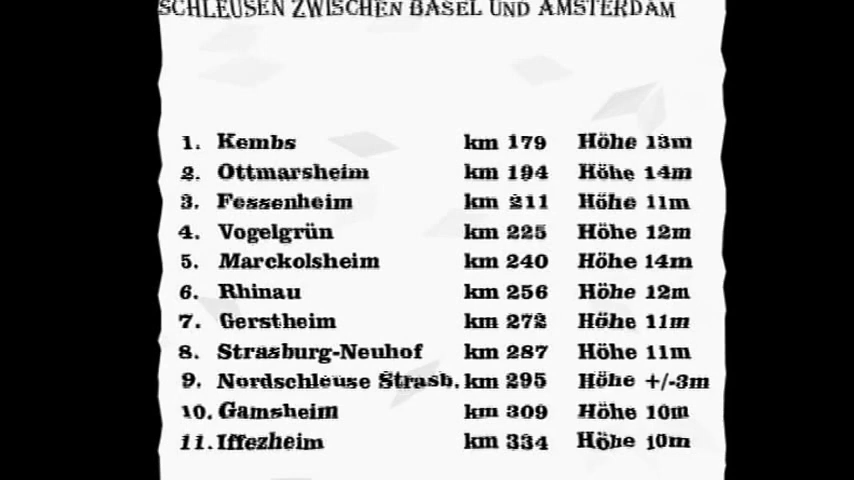 SCHLEUSEN ZWISCHEN BASEL UND AMSTERDAM
1. Kembs km 179 Höhe 13m
2. Ottmarsheim km 194 Höhe 14m
3. Fessenheim km 211 Höhe 11m
4. Vogelgrün km 225 Höhe 12m
5. Marckolsheim km 240 Höhe 14m
6. Rhinau km 256 Höhe 12m
7. Gerstheim km 272 Höhe 11m
8. Strasburg-Neuhof km 287 Höhe 11m
9. Nordschleuse Strasb. km 295 Höhe +/-3m
10. Gamsheim km 309 Höhe 10m
11. Iffezheim km 334 Höhe 10m